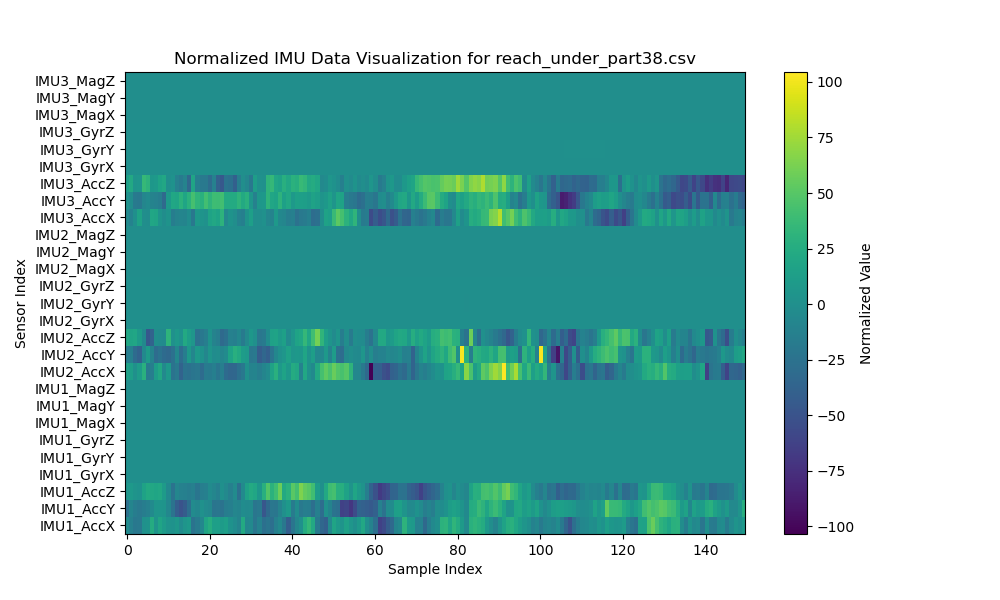 Normalized IMU Data Visualization for reach_under_part38.csv
IMU3_MagZ
IMU3_MagY
IMU3_MagX
IMU3_GyrZ
IMU3_GyrY
IMU3_GyrX
IMU3_AccZ
IMU3_AccY
IMU3_AccX
IMU2_MagZ
IMU2_MagY
IMU2_MagX
IMU2_GyrZ
IMU2_GyrY
IMU2_GyrX
IMU2_AccZ
IMU2_AccY
IMU2_AccX
IMU1_MagZ
IMU1_MagY
IMU1_MagX
IMU1_GyrZ
IMU1_GyrY
IMU1_GyrX
IMU1_AccZ
IMU1_AccY
IMU1_AccX
Sensor Index
0 20 40 60 80 100 120 140
Sample Index
100
75
50
25
0
−25
−50
−75
−100
Normalized Value